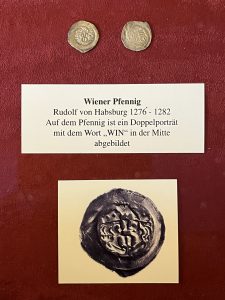 Wiener Pfennig
Rudolf von Habsburg 1276 - 1282
Auf dem Pfennig ist ein Doppelporträt
mit dem Wort „WIN“ in der Mitte
abgebildet